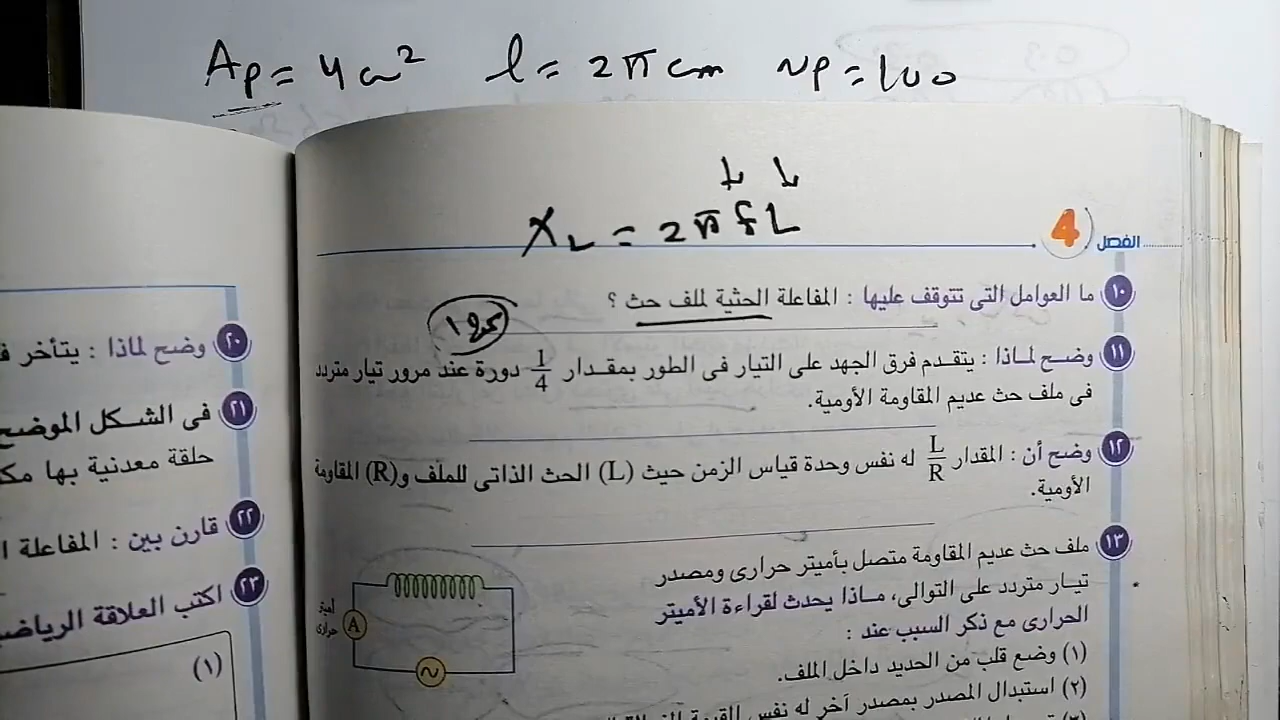 Ap = 4 cm² l = 2π cm Np = 100
X_L = 2πfL
الفصل 4
١٠ ما العوامل التى تتوقف عليها : المفاعلة الحثية لملف حث ؟
١١ وضح لماذا : يتقدم فرق الجهد على التيار فى الطور بمقدار 1/4 دورة عند مرور تيار متردد
فى ملف حث عديم المقاومة الأومية.
١٢ وضح أن : المقدار L/R له نفس وحدة قياس الزمن حيث (L) الحث الذاتى للملف و(R) المقاومة
الأومية.
١٣ ملف حث عديم المقاومة متصل بأميتر حرارى ومصدر
تيار متردد على التوالى، ماذا يحدث لقراءة الأميتر
الحرارى مع ذكر السبب عند :
(١) وضع قلب من الحديد داخل الملف.
(٢) استبدال المصدر بمصدر آخر له نفس
A
حرارى
٢٠ وضح لماذا : يتأخر
٢١ فى الشكل الموضح
حلقة معدنية بها
٢٢ قارن بين : المفاعلة
٢٣ اكتب العلاقة
(١)